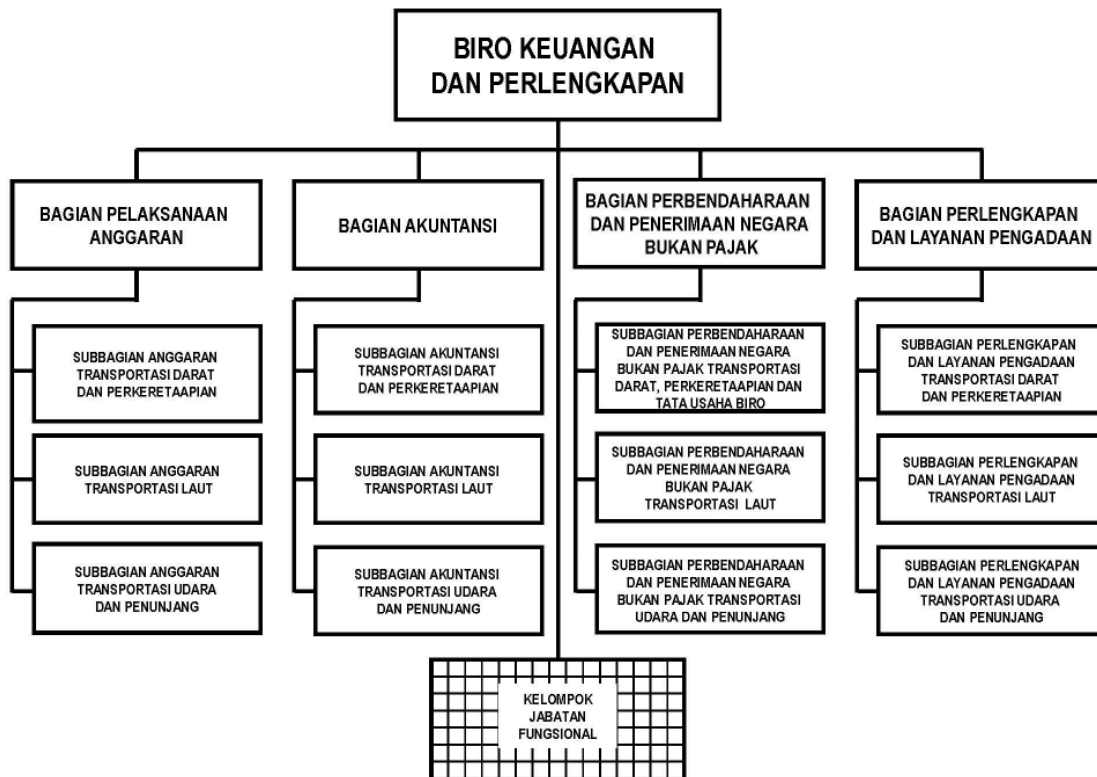 BIRO KEUANGAN
DAN PERLENGKAPAN
BAGIAN PELAKSANAAN
ANGGARAN
BAGIAN AKUNTANSI
BAGIAN PERBENDAHARAAN
DAN PENERIMAAN NEGARA
BUKAN PAJAK
BAGIAN PERLENGKAPAN
DAN LAYANAN PENGADAAN
SUBBAGIAN ANGGARAN
TRANSPORTASI DARAT
DAN PERKERETAAPIAN
SUBBAGIAN AKUNTANSI
TRANSPORTASI DARAT
DAN PERKERETAAPIAN
SUBBAGIAN PERBENDAHARAAN
DAN PENERIMAAN NEGARA
BUKAN PAJAK TRANSPORTASI
DARAT, PERKERETAAPIAN DAN
TATA USAHA BIRO
SUBBAGIAN PERLENGKAPAN
DAN LAYANAN PENGADAAN
TRANSPORTASI DARAT
DAN PERKERETAAPIAN
SUBBAGIAN ANGGARAN
TRANSPORTASI LAUT
SUBBAGIAN AKUNTANSI
TRANSPORTASI LAUT
SUBBAGIAN PERBENDAHARAAN
DAN PENERIMAAN NEGARA
BUKAN PAJAK
TRANSPORTASI LAUT
SUBBAGIAN PERLENGKAPAN
DAN LAYANAN PENGADAAN
TRANSPORTASI LAUT
SUBBAGIAN ANGGARAN
TRANSPORTASI UDARA
DAN PENUNJANG
SUBBAGIAN AKUNTANSI
TRANSPORTASI UDARA
DAN PENUNJANG
SUBBAGIAN PERBENDAHARAAN
DAN PENERIMAAN NEGARA
BUKAN PAJAK TRANSPORTASI
UDARA DAN PENUNJANG
SUBBAGIAN PERLENGKAPAN
DAN LAYANAN PENGADAAN
TRANSPORTASI UDARA
DAN PENUNJANG
KELOMPOK
JABATAN
FUNGSIONAL